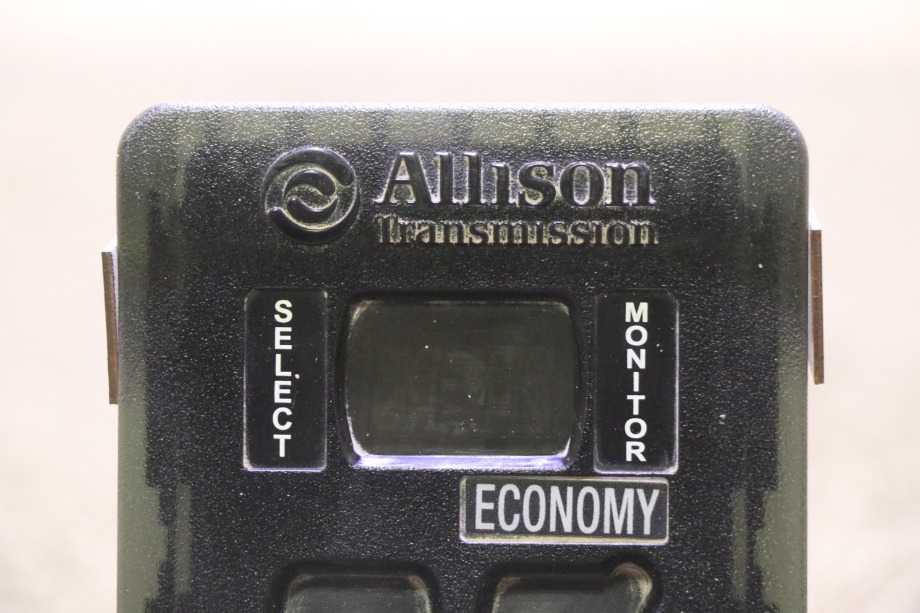 Allison
Transmission
SELECT
MONITOR
ECONOMY